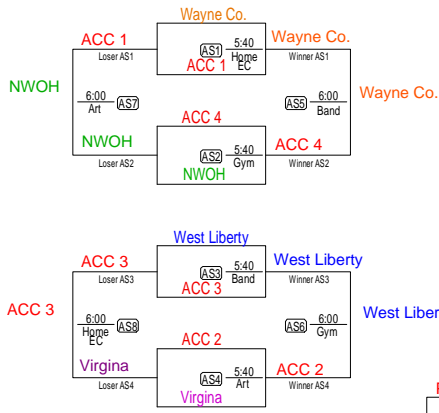 Wayne Co.
ACC 1
Wayne Co.
Loser AS1
AS1
5:40
Home
EC
Winner AS1
ACC 1
NWOH
6:00
Art
AS7
AS5
6:00
Band
Wayne Co.
ACC 4
NWOH
ACC 4
Loser AS2
AS2
5:40
Gym
Winner AS2
NWOH
West Liberty
ACC 3
West Liberty
Loser AS3
AS3
5:40
Band
Winner AS3
ACC 3
ACC 3
6:00
Home
EC
AS8
AS6
6:00
Gym
West Liber
ACC 2
Virgina
ACC 2
Loser AS4
AS4
5:40
Art
Winner AS4
Virgina